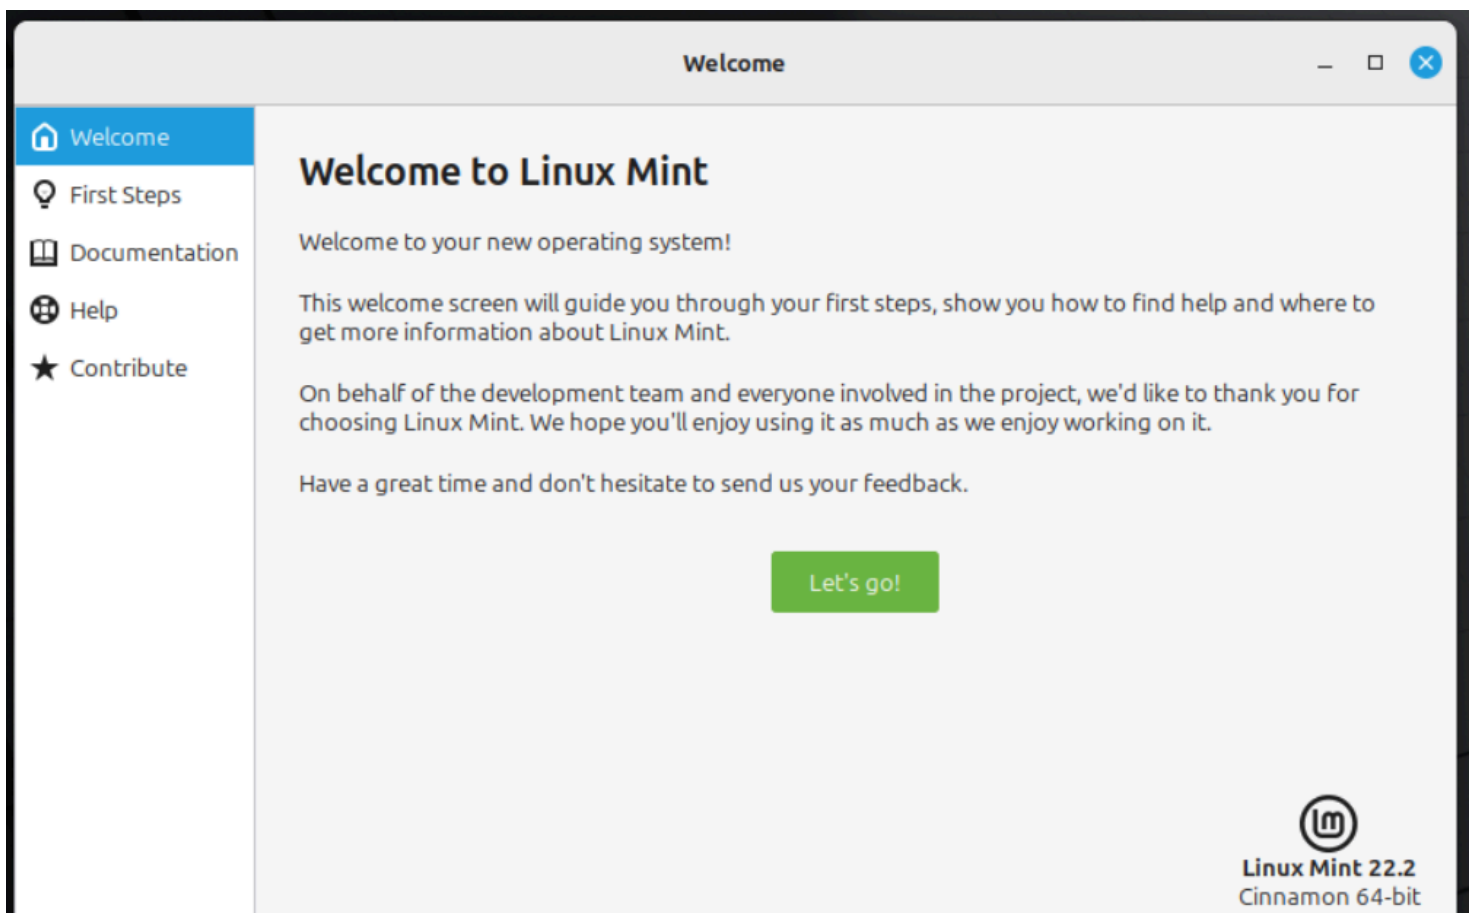 Welcome
Welcome
First Steps
Documentation
Help
Contribute
Welcome to Linux Mint
Welcome to your new operating system!
This welcome screen will guide you through your first steps, show you how to find help and where to
get more information about Linux Mint.
On behalf of the development team and everyone involved in the project, we'd like to thank you for
choosing Linux Mint. We hope you'll enjoy using it as much as we enjoy working on it.
Have a great time and don't hesitate to send us your feedback.
Let's go!
Linux Mint 22.2
Cinnamon 64-bit